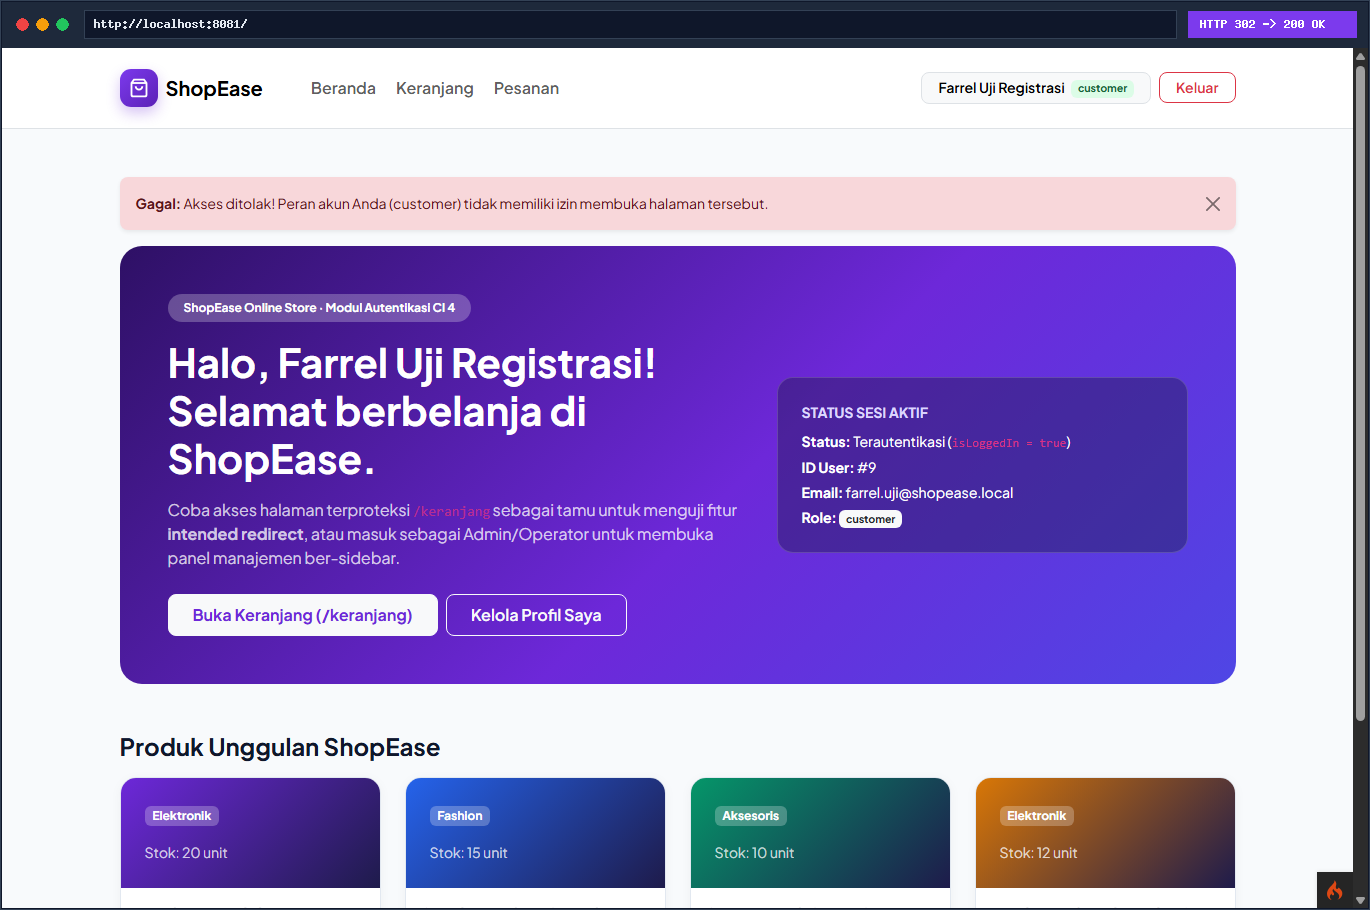 http://localhost:8081/
HTTP 302 -> 200 OK
ShopEase
Beranda
Keranjang
Pesanan
Farrel Uji Registrasi
customer
Keluar
Gagal: Akses ditolak! Peran akun Anda (customer) tidak memiliki izin membuka halaman tersebut.
ShopEase Online Store · Modul Autentikasi CI 4
Halo, Farrel Uji Registrasi!
Selamat berbelanja di
ShopEase.
Coba akses halaman terproteksi /keranjang sebagai tamu untuk menguji fitur
intended redirect, atau masuk sebagai Admin/Operator untuk membuka
panel manajemen ber-sidebar.
Buka Keranjang (/keranjang)
Kelola Profil Saya
STATUS SESI AKTIF
Status: Terautentikasi (isLoggedIn = true)
ID User: #9
Email: farrel.uji@shopease.local
Role: customer
Produk Unggulan ShopEase
Elektronik
Stok: 20 unit
Fashion
Stok: 15 unit
Aksesoris
Stok: 10 unit
Elektronik
Stok: 12 unit